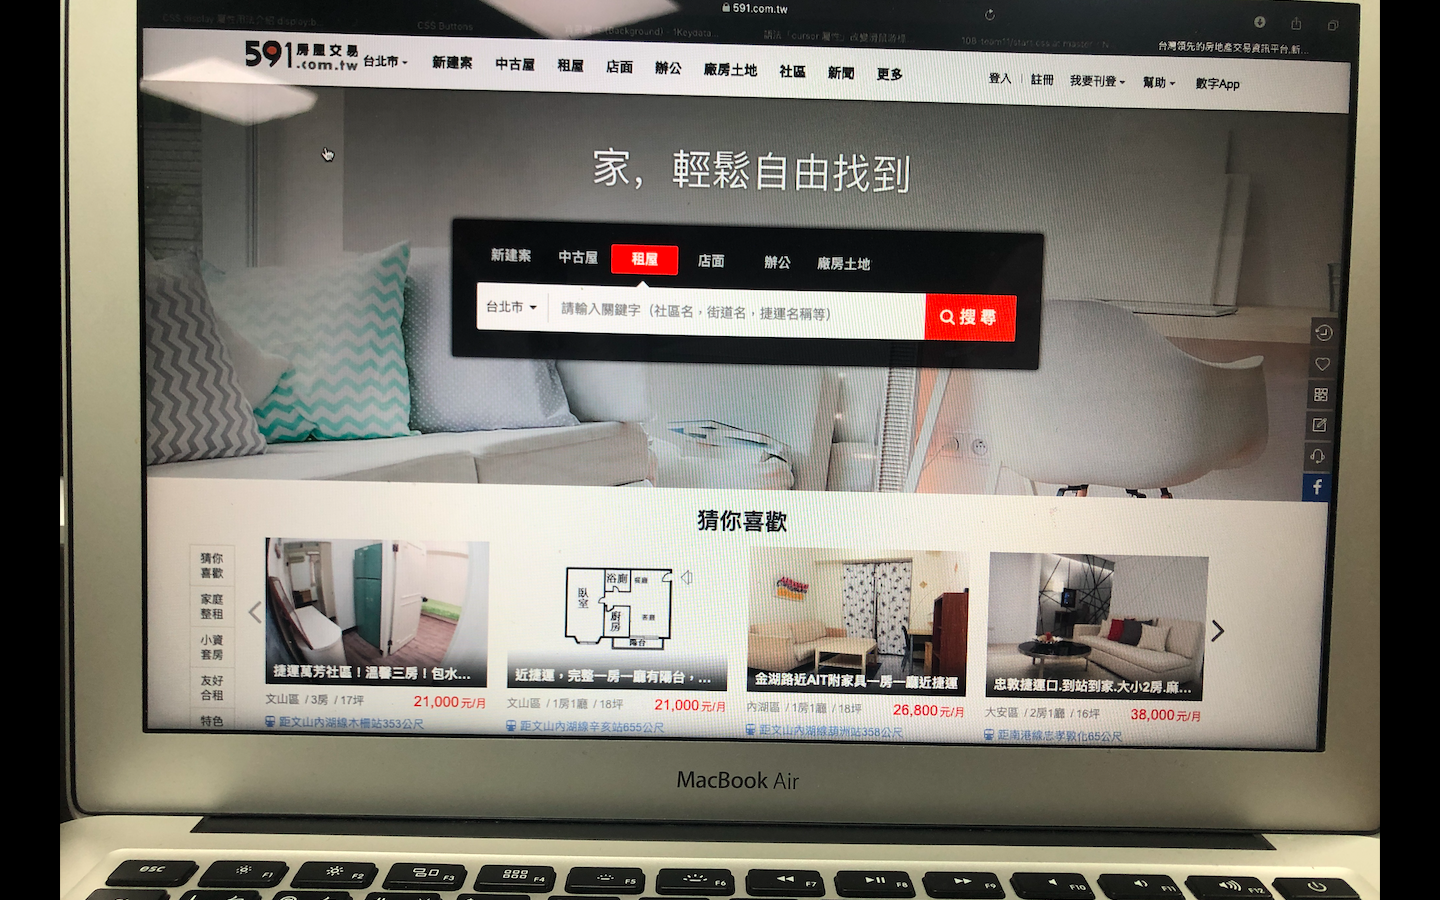 591.com.tw
CSS Buttons
台灣領先的房地產交易資訊平台,新...
591 房屋交易 .com.tw 台北市 新建案 中古屋 租屋 店面 辦公 廠房土地 社區 新聞 更多 登入 註冊 我要刊登 幫助 數字App
家，輕鬆自由找到
新建案 中古屋 租屋 店面 辦公 廠房土地
台北市 請輸入關鍵字（社區名，街道名，捷運名稱等） 搜尋
猜你喜歡
猜你
喜歡
家庭
整租
小資
套房
友好
合租
特色
捷運萬芳社區！溫馨三房！包水...
文山區 / 3房 / 17坪 21,000元/月
距文山內湖線木柵站353公尺
臥室 浴廁 客廳 廚房 陽台
近捷運，完整一房一廳有陽台，...
文山區 / 1房1廳 / 18坪 21,000元/月
距文山內湖線辛亥站655公尺
金湖路近AIT附家具一房一廳近捷運
內湖區 / 1房1廳 / 18坪 26,800元/月
距文山內湖線葫洲站358公尺
忠敦捷運口.到站到家.大小2房.麻...
大安區 / 2房1廳 / 16坪 38,000元/月
距南港線忠孝敦化65公尺
MacBook Air
esc F1 F2 F3 F4 F5 F6 F7 F8 F9 F10 F11 F12